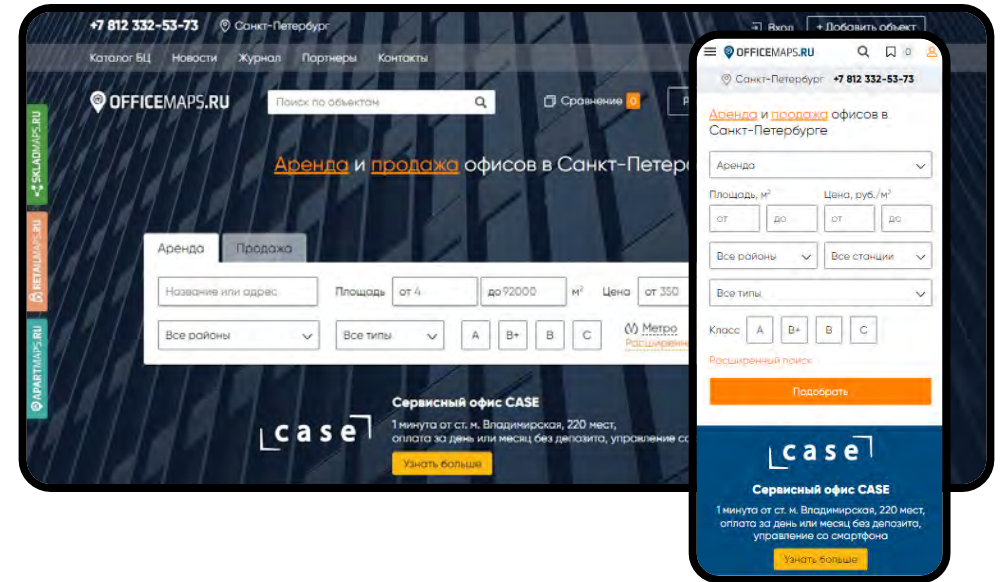 +7 812 332-53-73 Санкт-Петербург Вход + Добавить объект
Каталог БЦ Новости Журнал Партнеры Контакты
OFFICEMAPS.RU Поиск по объектам Сравнение 0
Аренда и продажа офисов в Санкт-Петер
Аренда Продажа
Название или адрес Площадь от 4 до 92000 м² Цена от 350
Все районы Все типы A B+ B C Метро
Расширенн
case
Сервисный офис CASE
1 минута от ст. м. Владимирская, 220 мест,
оплата за день или месяц без депозита, управление со
Узнать больше
SKLADMAPS.RU
RETAILMAPS.RU
APARTMAPS.RU
OFFICEMAPS.RU 0
Санкт-Петербург +7 812 332-53-73
Аренда и продажа офисов в
Санкт-Петербурге
Аренда
Площадь, м² Цена, руб./м²
от до от до
Все районы Все станции
Все типы
Класс A B+ B C
Расширенный поиск
Подобрать
case
Сервисный офис CASE
1 минута от ст. м. Владимирская, 220 мест,
оплата за день или месяц без депозита,
управление со смартфона
Узнать больше